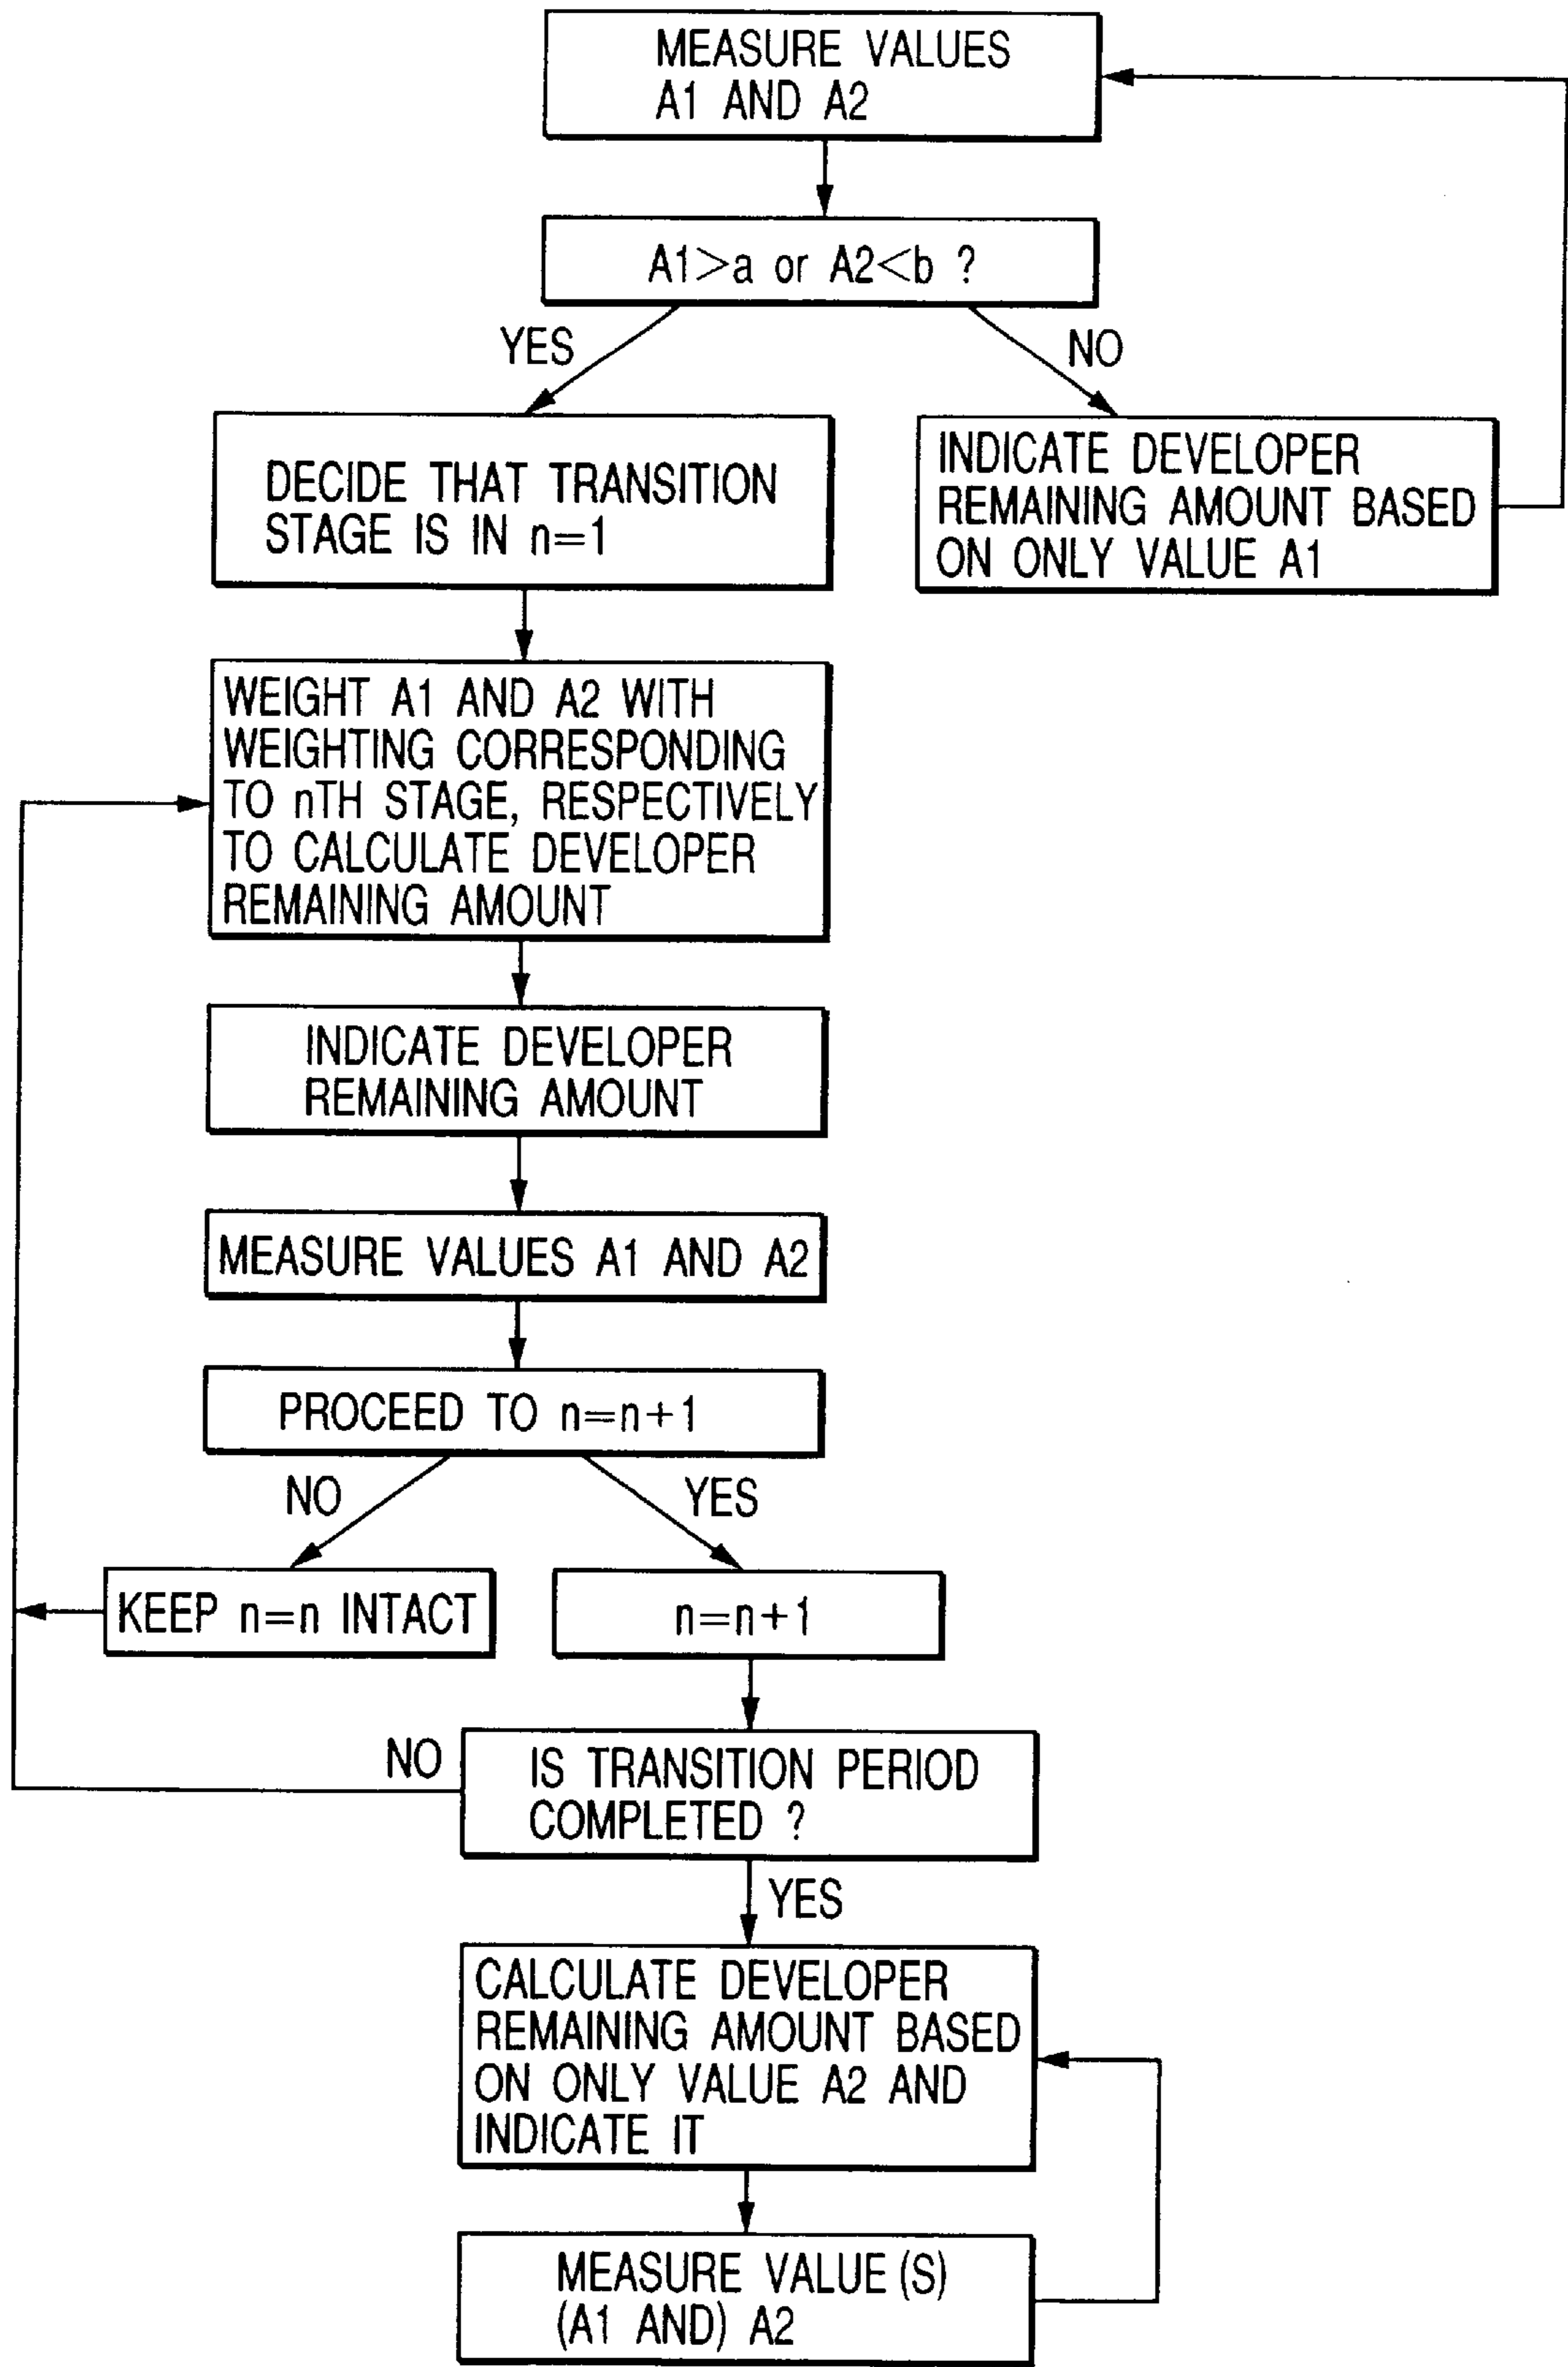 MEASURE VALUES
A1 AND A2
A1>a or A2<b ?
YES
NO
DECIDE THAT TRANSITION
STAGE IS IN n=1
INDICATE DEVELOPER
REMAINING AMOUNT BASED
ON ONLY VALUE A1
WEIGHT A1 AND A2 WITH
WEIGHTING CORRESPONDING
TO nTH STAGE, RESPECTIVELY
TO CALCULATE DEVELOPER
REMAINING AMOUNT
INDICATE DEVELOPER
REMAINING AMOUNT
MEASURE VALUES A1 AND A2
PROCEED TO n=n+1
NO
YES
KEEP n=n INTACT
n=n+1
NO
IS TRANSITION PERIOD
COMPLETED ?
YES
CALCULATE DEVELOPER
REMAINING AMOUNT BASED
ON ONLY VALUE A2 AND
INDICATE IT
MEASURE VALUE(S)
(A1 AND) A2